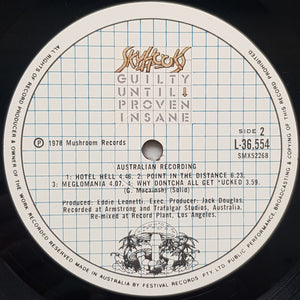 SKYHOOKS
GUILTY
UNTIL
PROVEN
INSANE
SIDE 2
L-36,554
SMX52268
Ⓟ 1978 Mushroom Records
AUSTRALIAN RECORDING
1: HOTEL HELL 4.46. 2: POINT IN THE DISTANCE 6.23.
3: MEGLOMANIA 4.07. 4: WHY DONTCHA ALL GET "UCKED 3.59.
(G. Macainsh) (Solid)
Produced: Eddie Leonetti. Exec. Producer: Jack Douglas.
Recorded at Armstrong and Trafalgar Studios, Australia.
Re-mixed at Record Plant, Los Angeles.
ALL RIGHTS OF RECORD PRODUCER & OWNER OF THE WORK RECORDED RESERVED. UNAUTHORISED COPYING, PUBLIC PERFORMANCE, BROADCASTING & RECORDING OF THIS RECORD PROHIBITED
MADE IN AUSTRALIA BY FESTIVAL RECORDS PTY. LTD.